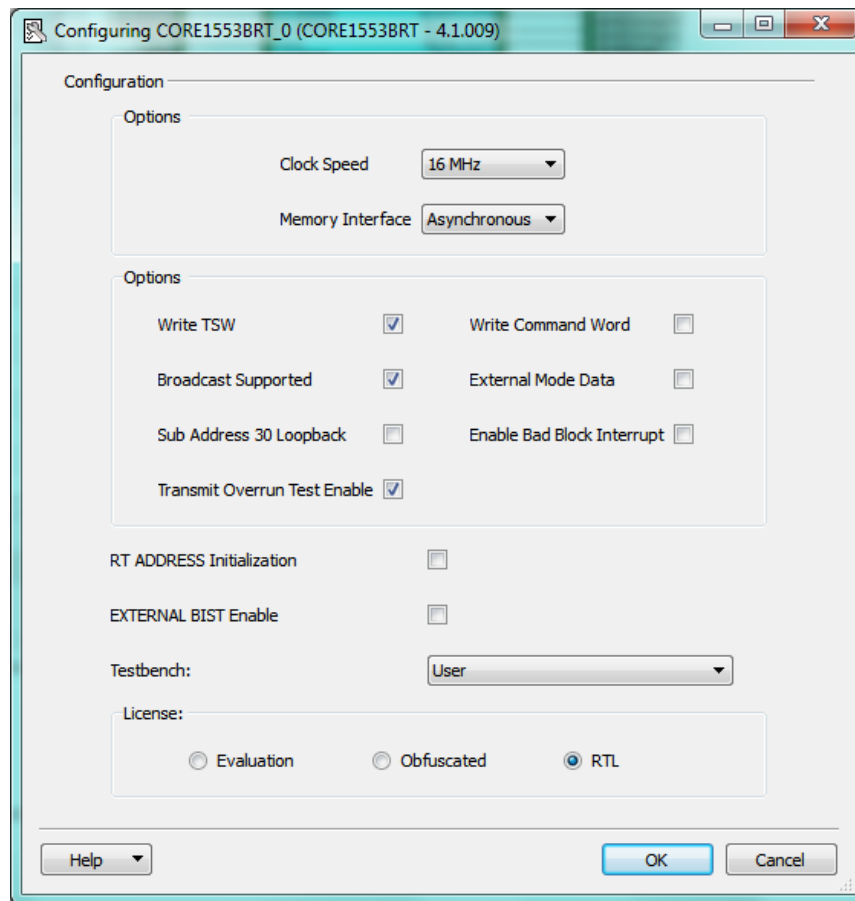 Configuring CORE1553BRT_0 (CORE1553BRT - 4.1.009)
Configuration
Options
Clock Speed 16 MHz
Memory Interface Asynchronous
Options
Write TSW Write Command Word
Broadcast Supported External Mode Data
Sub Address 30 Loopback Enable Bad Block Interrupt
Transmit Overrun Test Enable
RT ADDRESS Initialization
EXTERNAL BIST Enable
Testbench: User
License:
Evaluation Obfuscated RTL
Help OK Cancel